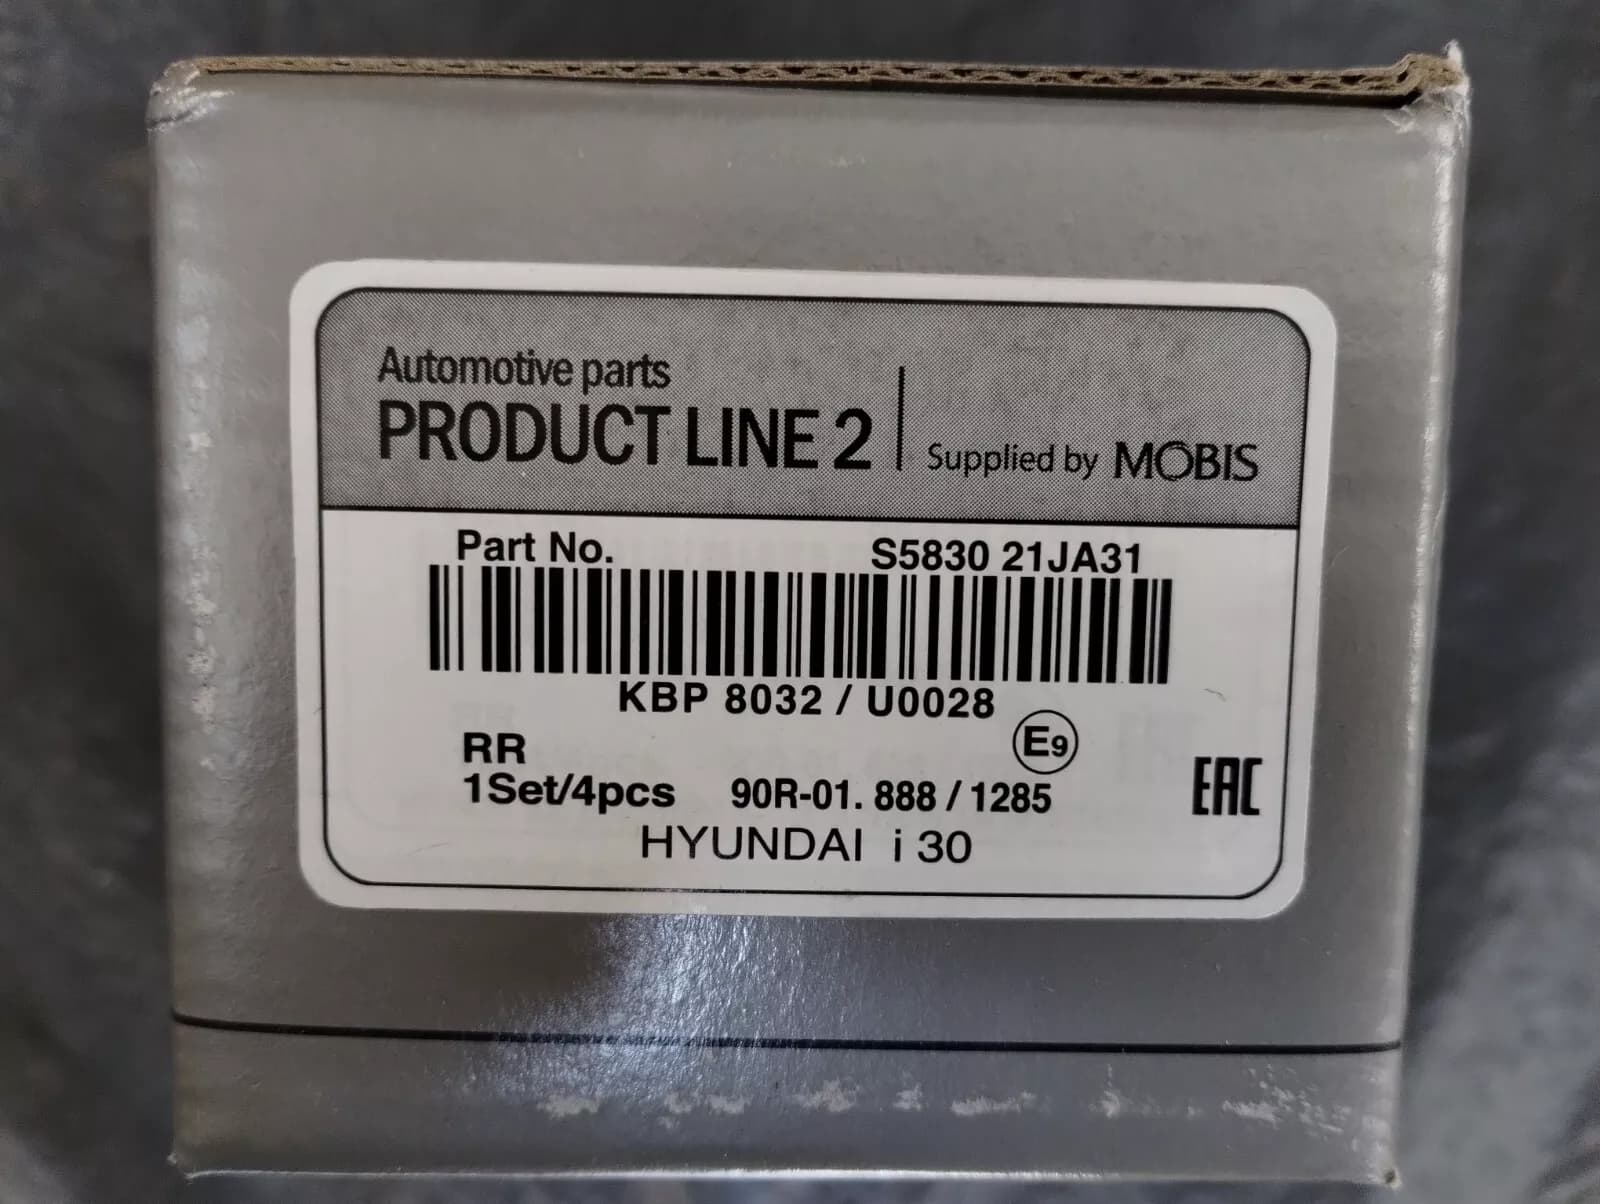 Automotive parts
PRODUCT LINE 2
Supplied by MOBIS
Part No. S5830 21JA31
KBP 8032 / U0028
RR E9
1Set/4pcs 90R-01. 888 / 1285 EAC
HYUNDAI i 30